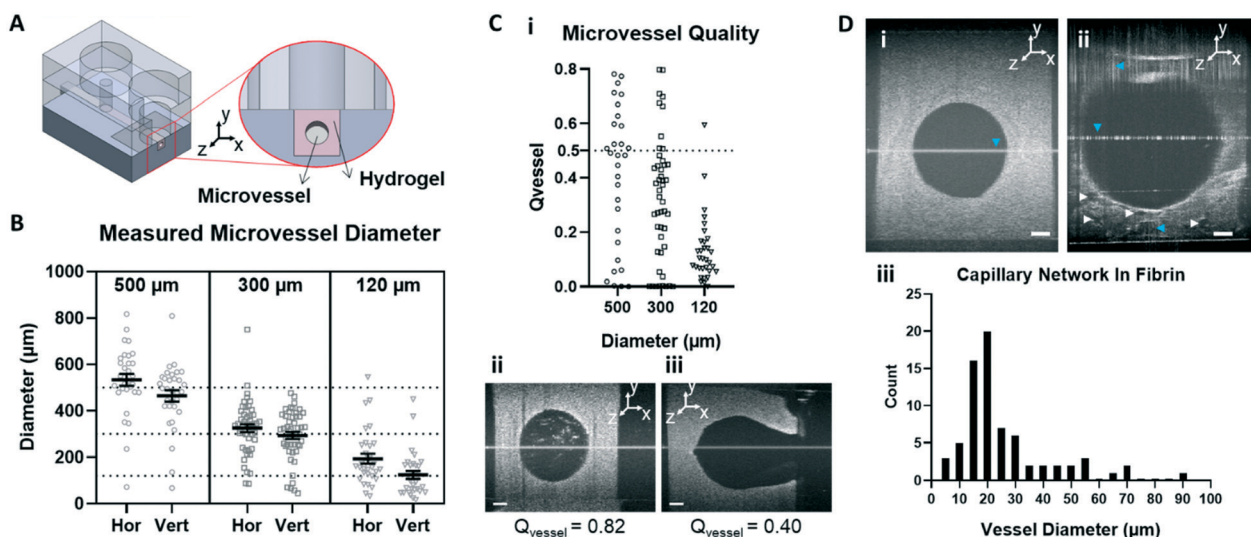 A
y
x
z
Microvessel
Hydrogel
B
Measured Microvessel Diameter
Diameter (μm)
1000
800
600
400
200
0
500 μm
300 μm
120 μm
Hor Vert Hor Vert Hor Vert
C
i
Microvessel Quality
Qvessel
0.8
0.6
0.5
0.4
0.2
0.0
500 300 120
Diameter (μm)
ii
y
x
z
Qvessel = 0.82
iii
y
x
z
Qvessel = 0.40
D
i
y
x
z
ii
y
x
z
iii
Capillary Network In Fibrin
Count
25
20
15
10
5
0
0 10 20 30 40 50 60 70 80 90 100
Vessel Diameter (μm)